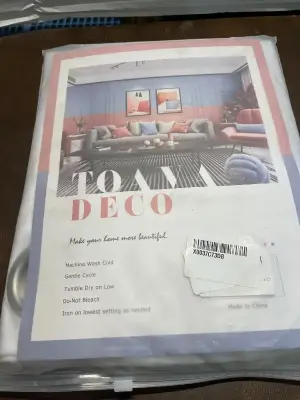 TOAVA
DECO
Make your home more beautiful.
Machine Wash Cold
Gentle Cycle
Tumble Dry on Low
Do Not Bleach
Iron on lowest setting as needed
Made in China